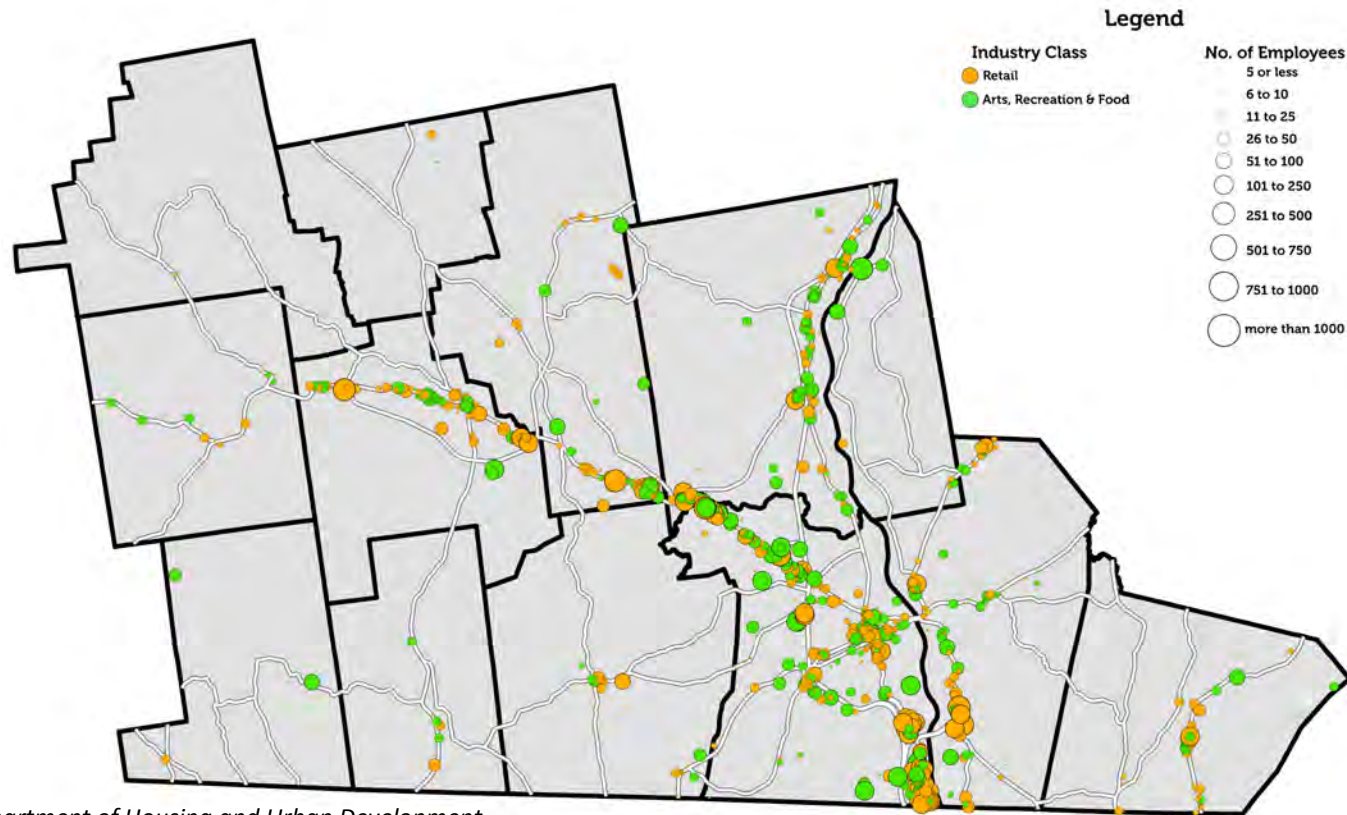 Legend
Industry Class
Retail
Arts, Recreation & Food
No. of Employees
5 or less
6 to 10
11 to 25
26 to 50
51 to 100
101 to 250
251 to 500
501 to 750
751 to 1000
more than 1000
partment of Housing and Urban Development